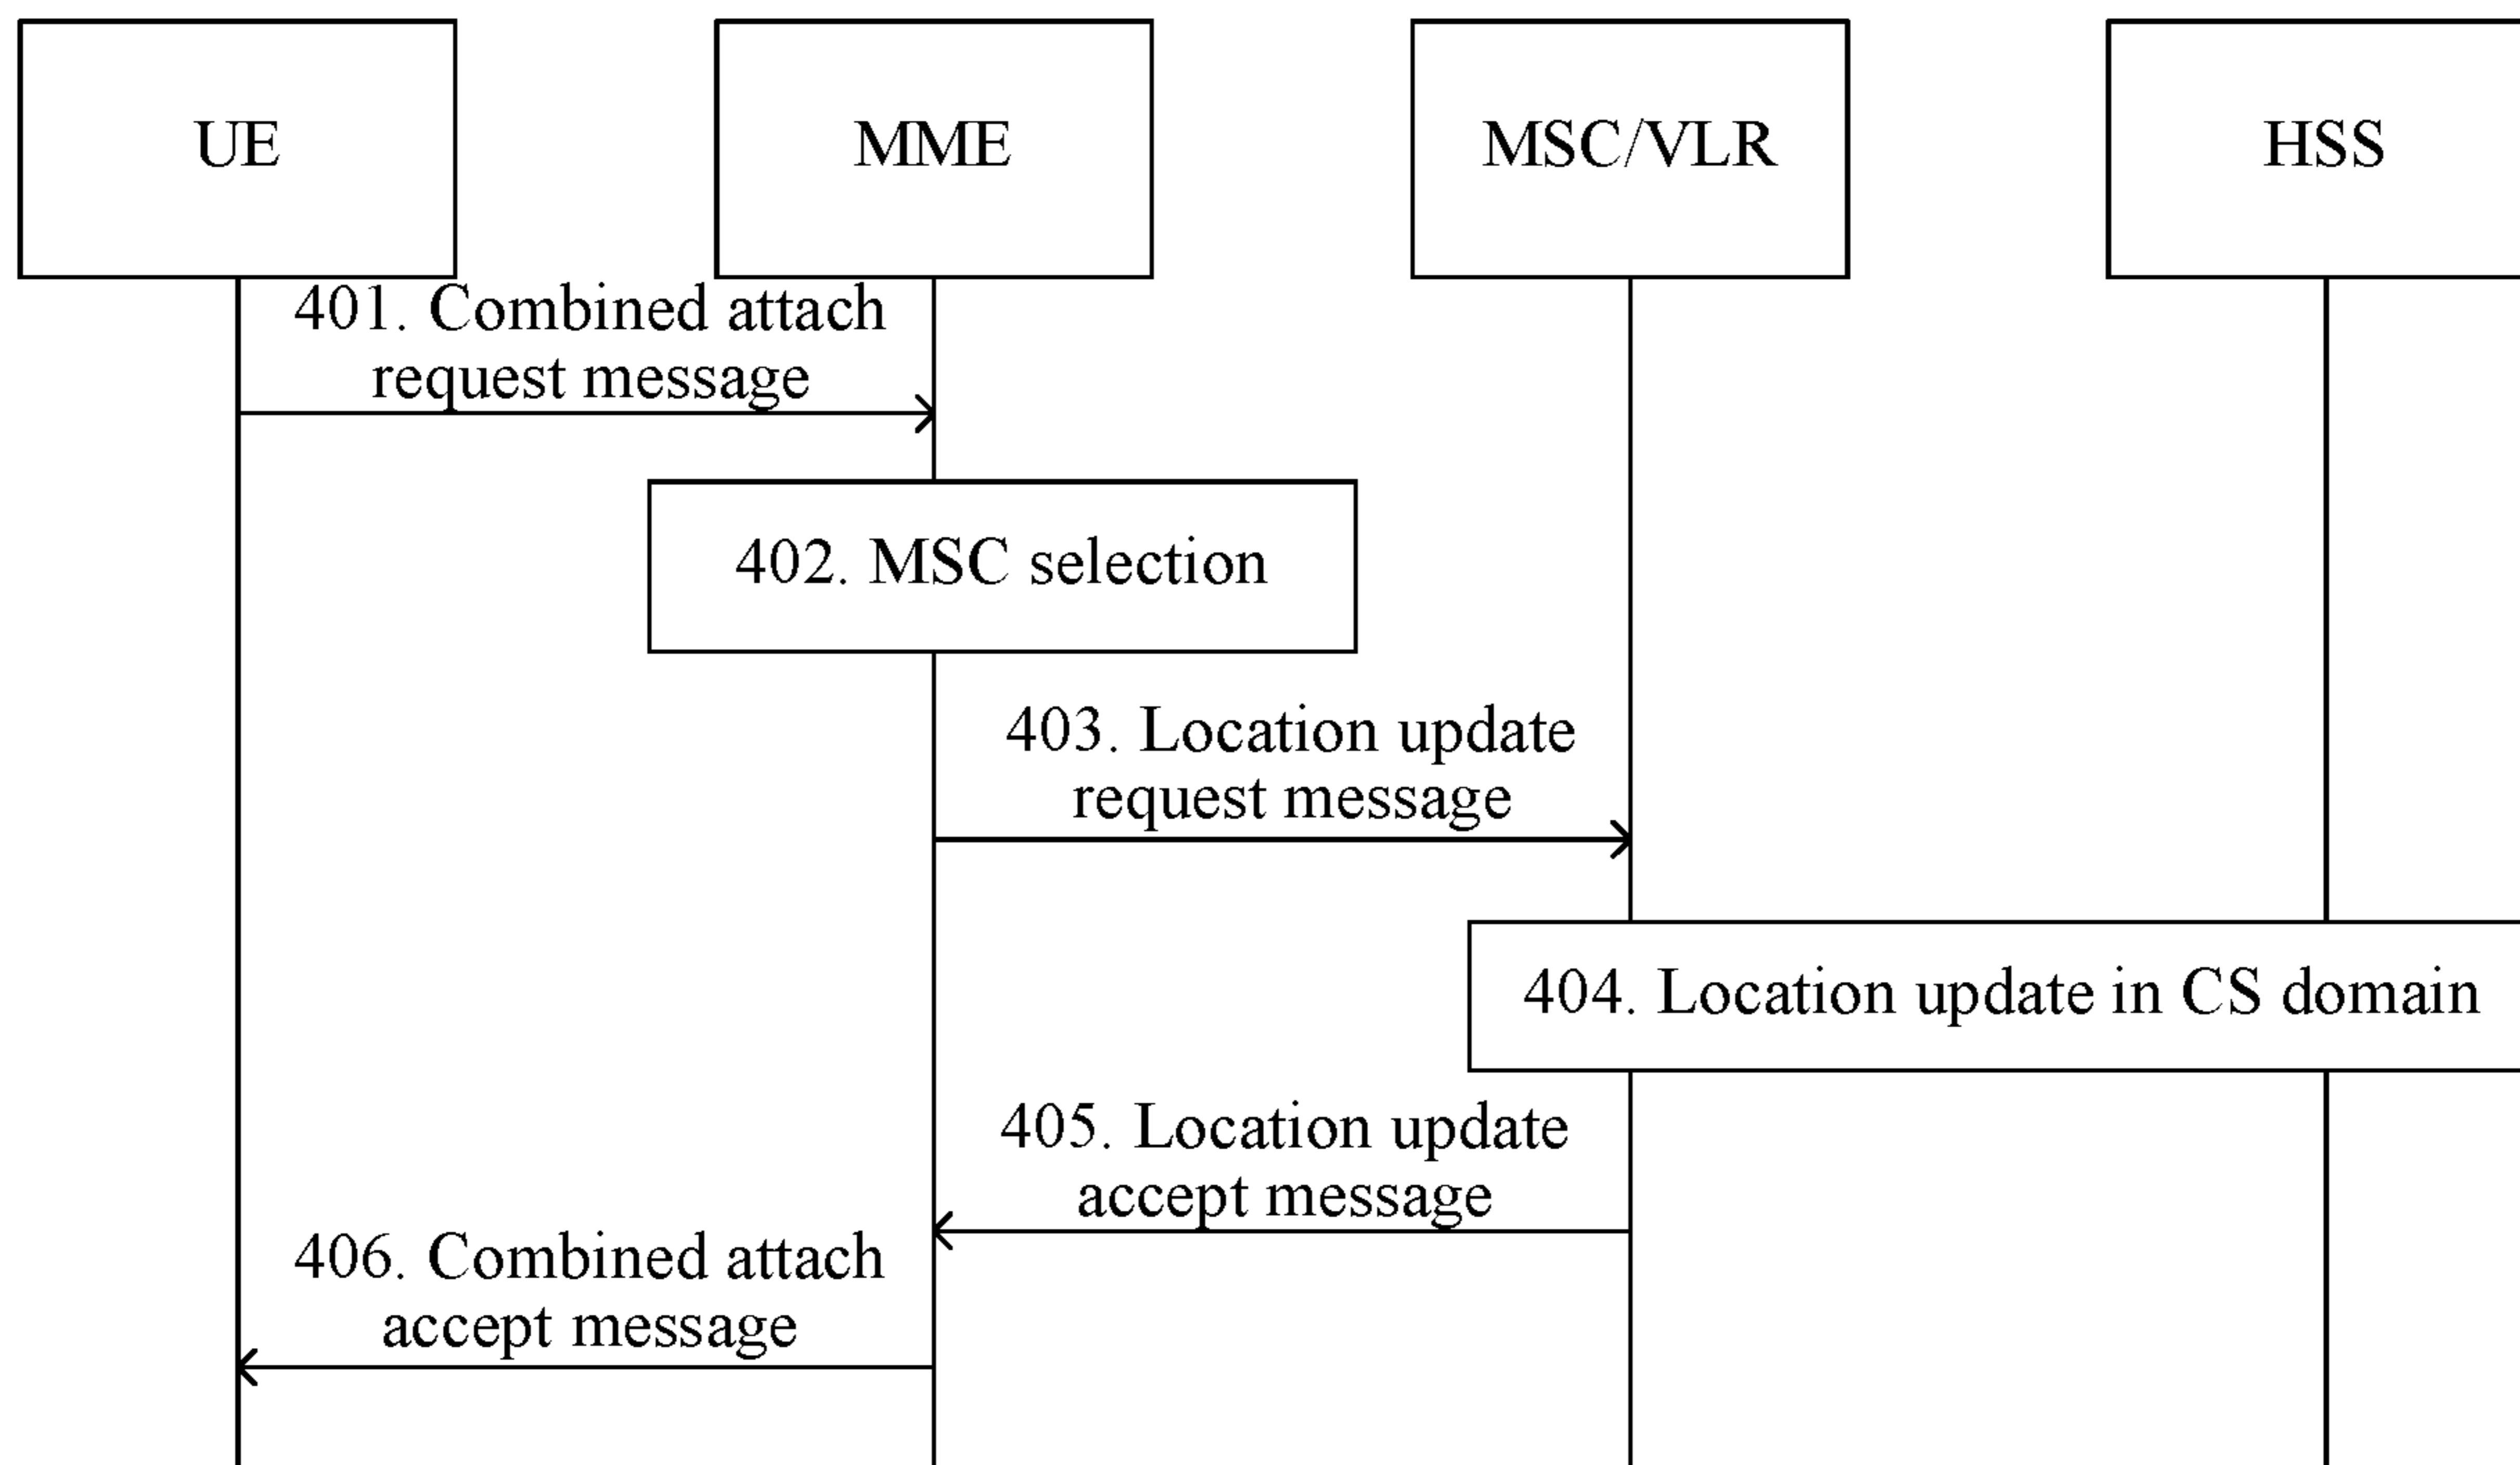 UE
MME
MSC/VLR
HSS
401. Combined attach
request message
402. MSC selection
403. Location update
request message
404. Location update in CS domain
405. Location update
accept message
406. Combined attach
accept message